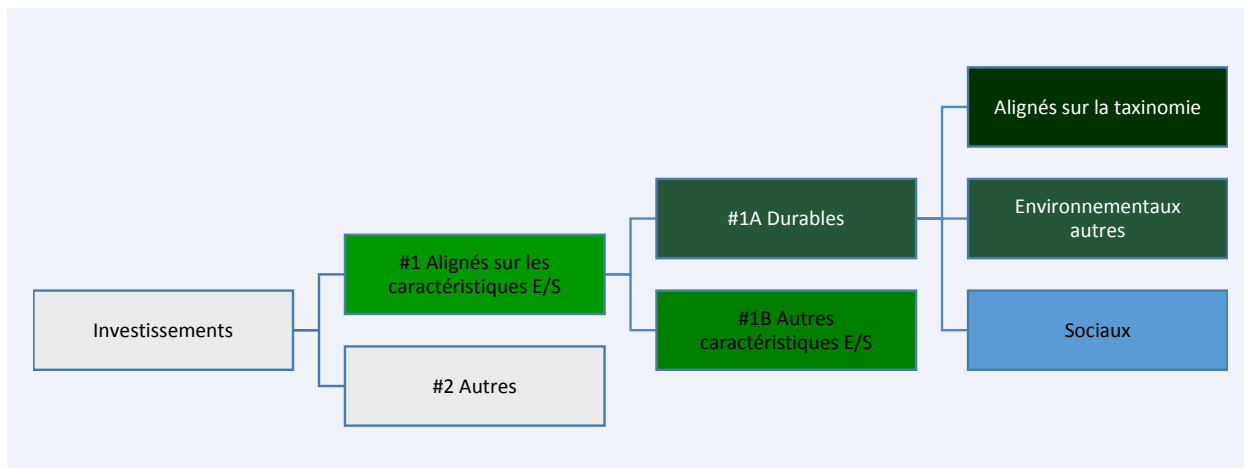 Investissements
#1 Alignés sur les
caractéristiques E/S
#2 Autres
#1A Durables
#1B Autres
caractéristiques E/S
Alignés sur la taxinomie
Environnementaux
autres
Sociaux